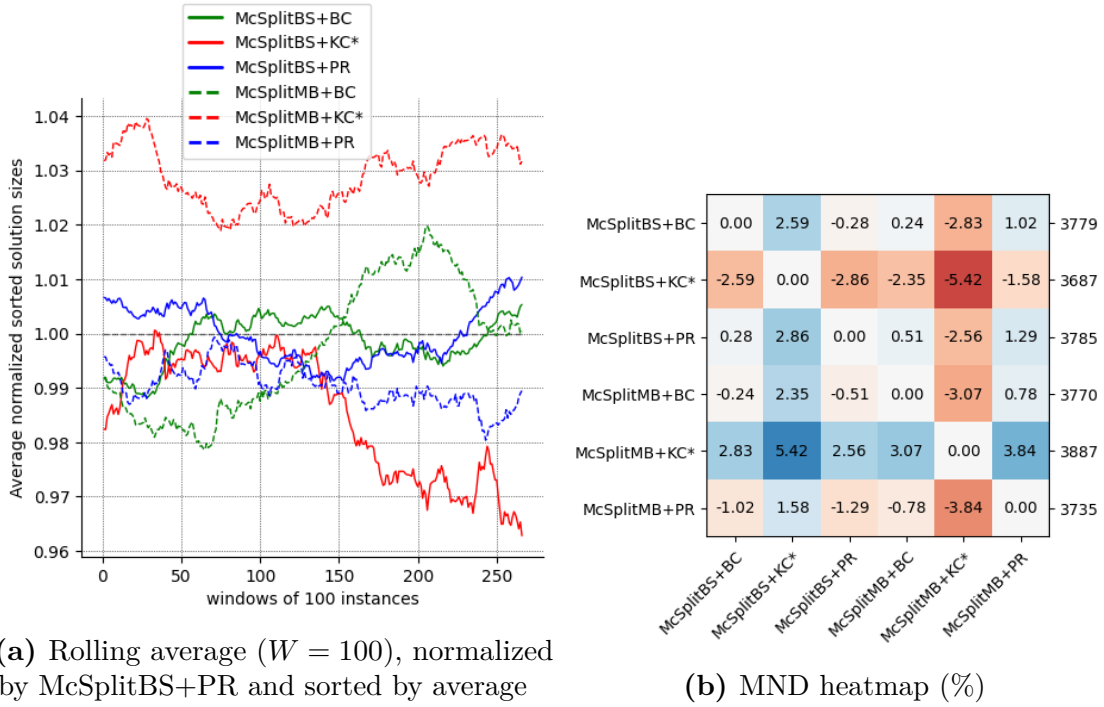 McSplitBS+BC
McSplitBS+KC*
McSplitBS+PR
McSplitMB+BC
McSplitMB+KC*
McSplitMB+PR
Average normalized sorted solution sizes
1.04
1.03
1.02
1.01
1.00
0.99
0.98
0.97
0.96
0 50 100 150 200 250
windows of 100 instances
(a) Rolling average (W = 100), normalized
by McSplitBS+PR and sorted by average
McSplitBS+BC 0.00 2.59 -0.28 0.24 -2.83 1.02 3779
McSplitBS+KC* -2.59 0.00 -2.86 -2.35 -5.42 -1.58 3687
McSplitBS+PR 0.28 2.86 0.00 0.51 -2.56 1.29 3785
McSplitMB+BC -0.24 2.35 -0.51 0.00 -3.07 0.78 3770
McSplitMB+KC* 2.83 5.42 2.56 3.07 0.00 3.84 3887
McSplitMB+PR -1.02 1.58 -1.29 -0.78 -3.84 0.00 3735
McSplitBS+BC McSplitBS+KC* McSplitBS+PR McSplitMB+BC McSplitMB+KC* McSplitMB+PR
(b) MND heatmap (%)